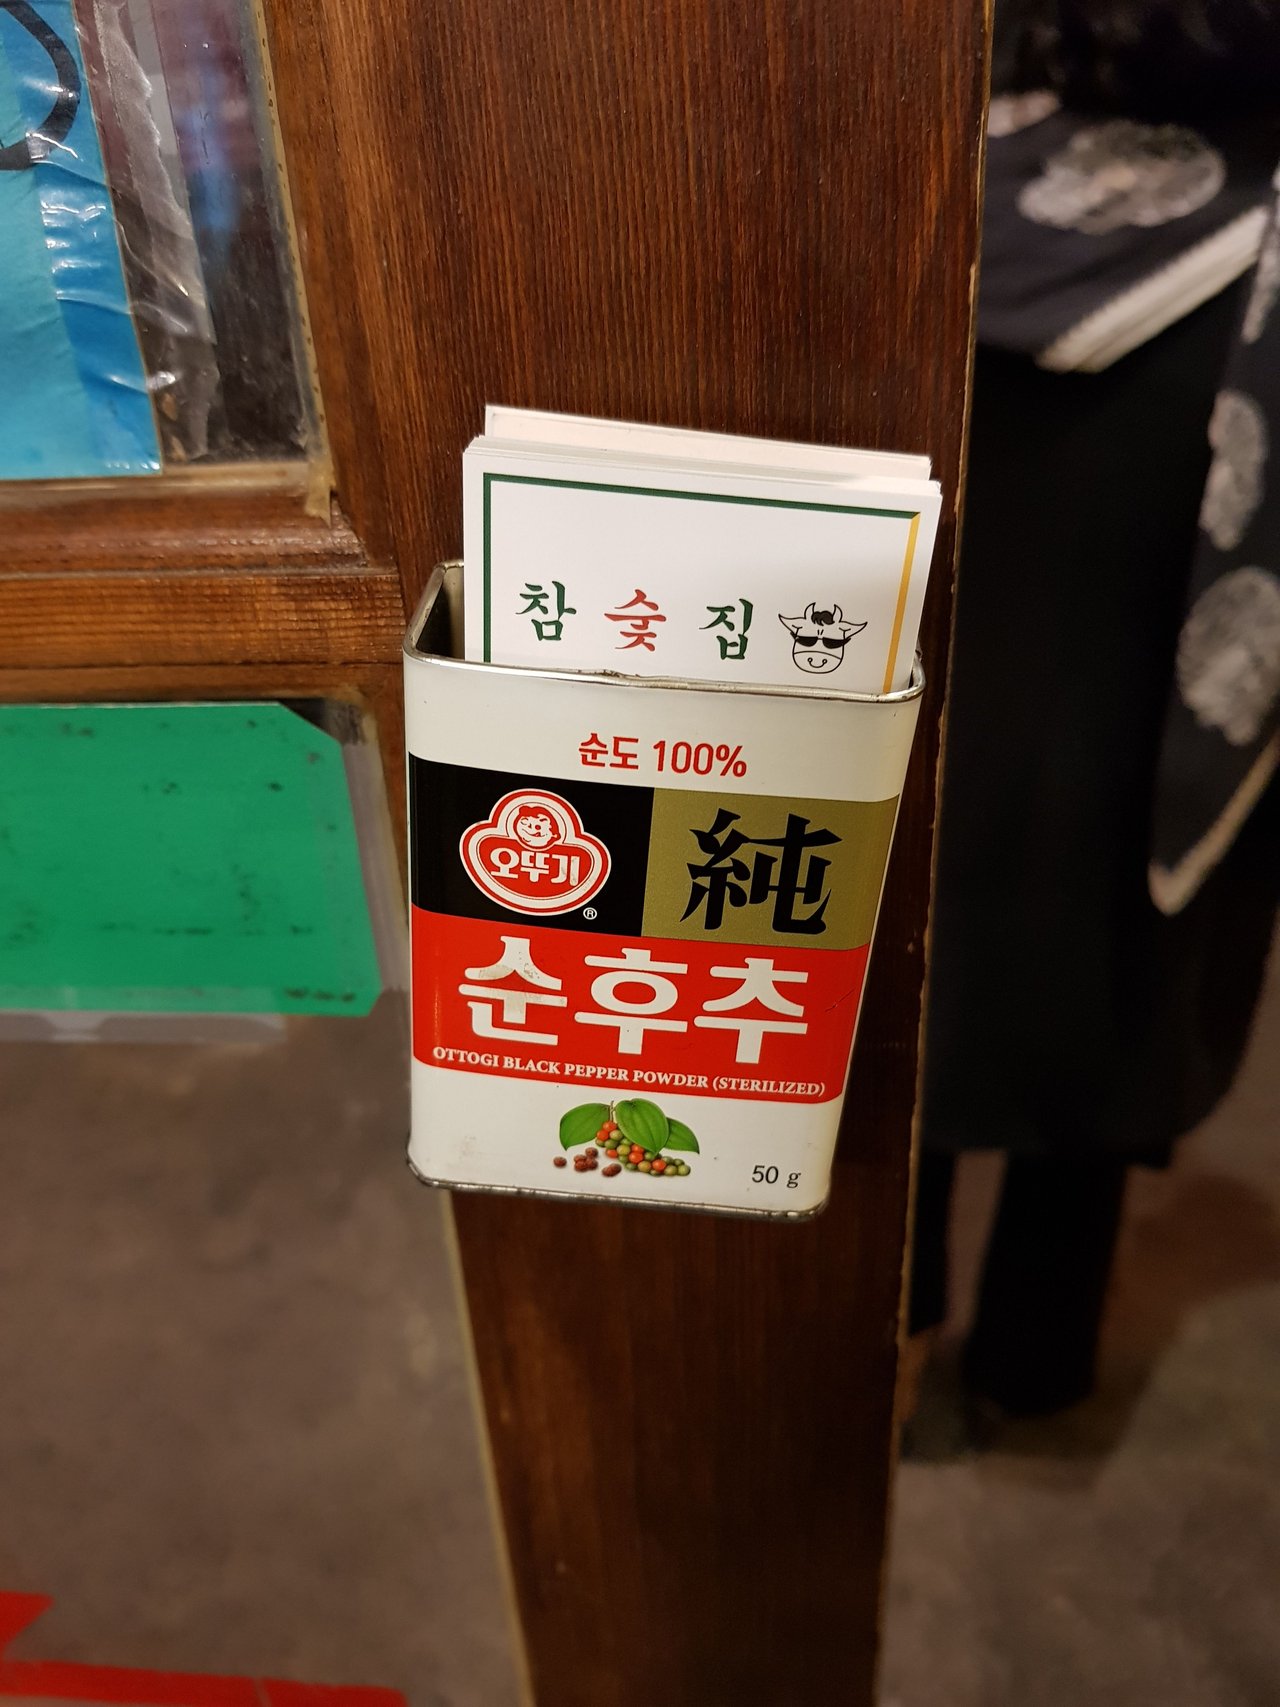 참숯집
순도 100%
오뚜기 ®
純
순후추
OTTOGI BLACK PEPPER POWDER (STERILIZED)
50 g